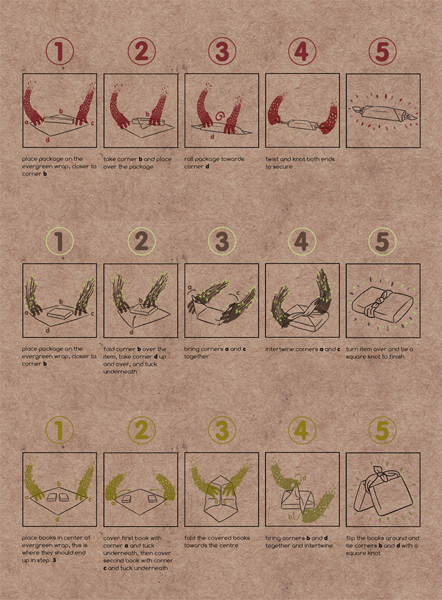 1 2 3 4 5
a
b
c
d
a
b
c
d
b
d
place package on the
evergreen wrap, closer to
corner b
take corner b and place
over the package
roll package towards
corner d
twist and knot both ends
to secure
1 2 3 4 5
a
b
c
d
b
d
a
c
place package on the
evergreen wrap, closer to
corner b
fold corner b over the
item, take corner d up
and over, and tuck
underneath
bring corners a and c
together
intertwine corners a and c
turn item over and tie a
square knot to finish
1 2 3 4 5
a
b
c
d
a
b
c
d
b
d
place books in center of
evergreen wrap, this is
where they should end
up in step 3
cover first book with
corner a and tuck
underneath, then cover
second book with corner
c and tuck underneath
fold the covered books
towards the centre
bring corners b and d
together and intertwine
flip the books around and
tie corners b and d with a
square knot